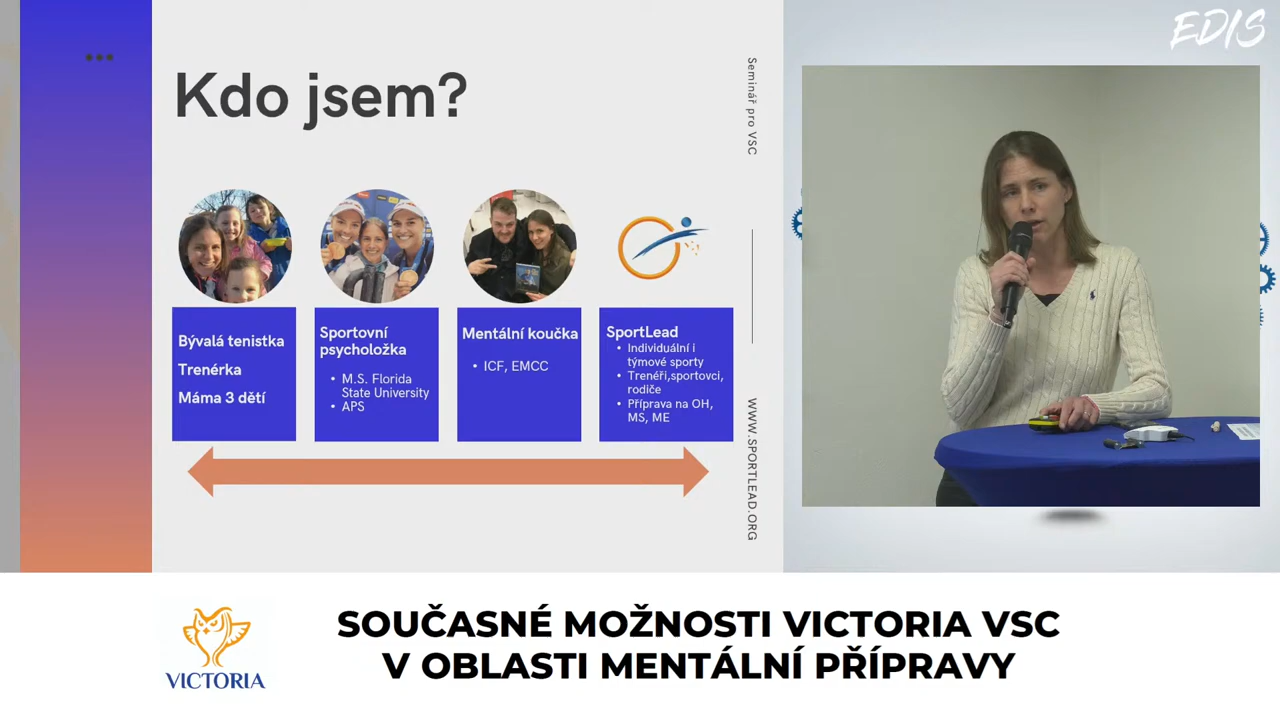 EDIS
Kdo jsem?
Seminář pro VSC
Bývalá tenistka
Trenérka
Máma 3 dětí
Sportovní
psycholožka
• M.S. Florida
State University
• APS
Mentální koučka
• ICF, EMCC
SportLead
• Individuální i
týmové sporty
• Trenéři,sportovci,
rodiče
• Příprava na OH,
MS, ME
WWW.SPORTLEAD.ORG
VICTORIA
SOUČASNÉ MOŽNOSTI VICTORIA VSC
V OBLASTI MENTÁLNÍ PŘÍPRAVY